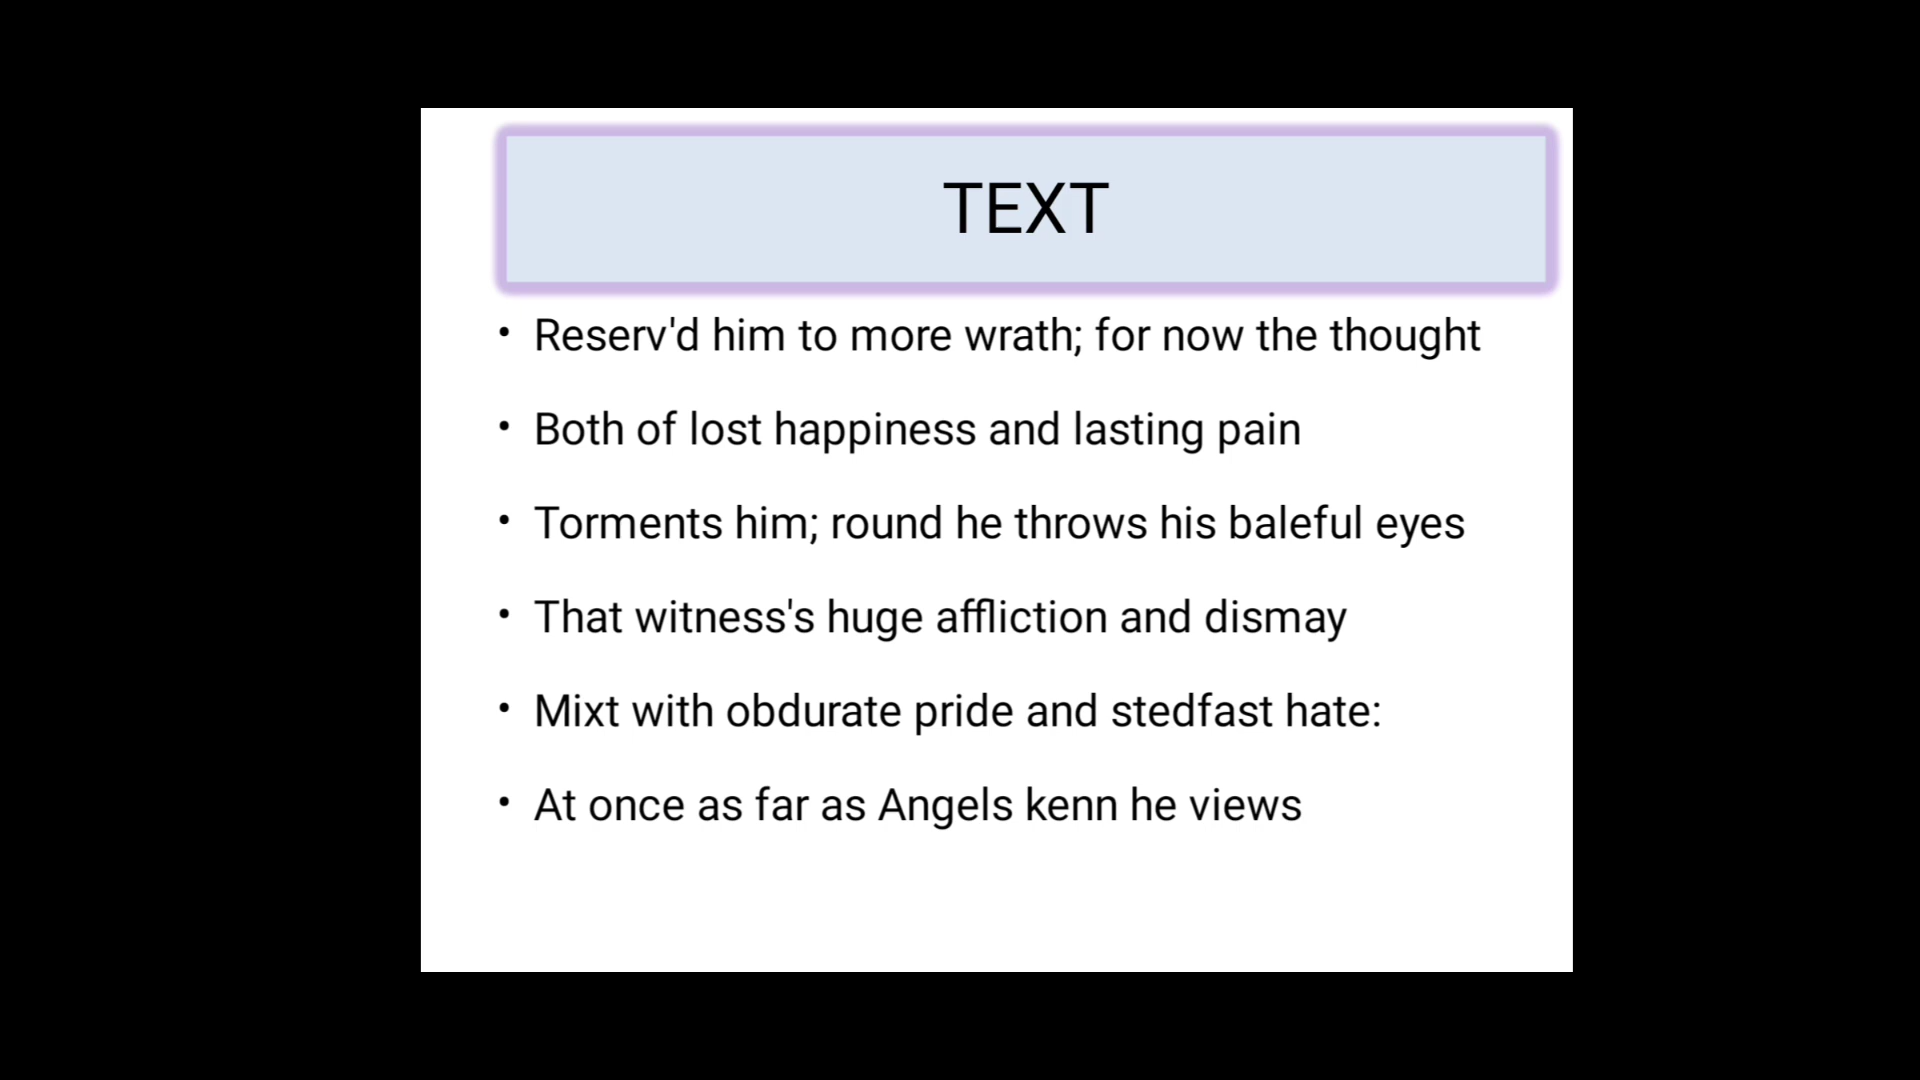 TEXT
• Reserv'd him to more wrath; for now the thought
• Both of lost happiness and lasting pain
• Torments him; round he throws his baleful eyes
• That witness's huge affliction and dismay
• Mixt with obdurate pride and stedfast hate:
• At once as far as Angels kenn he views